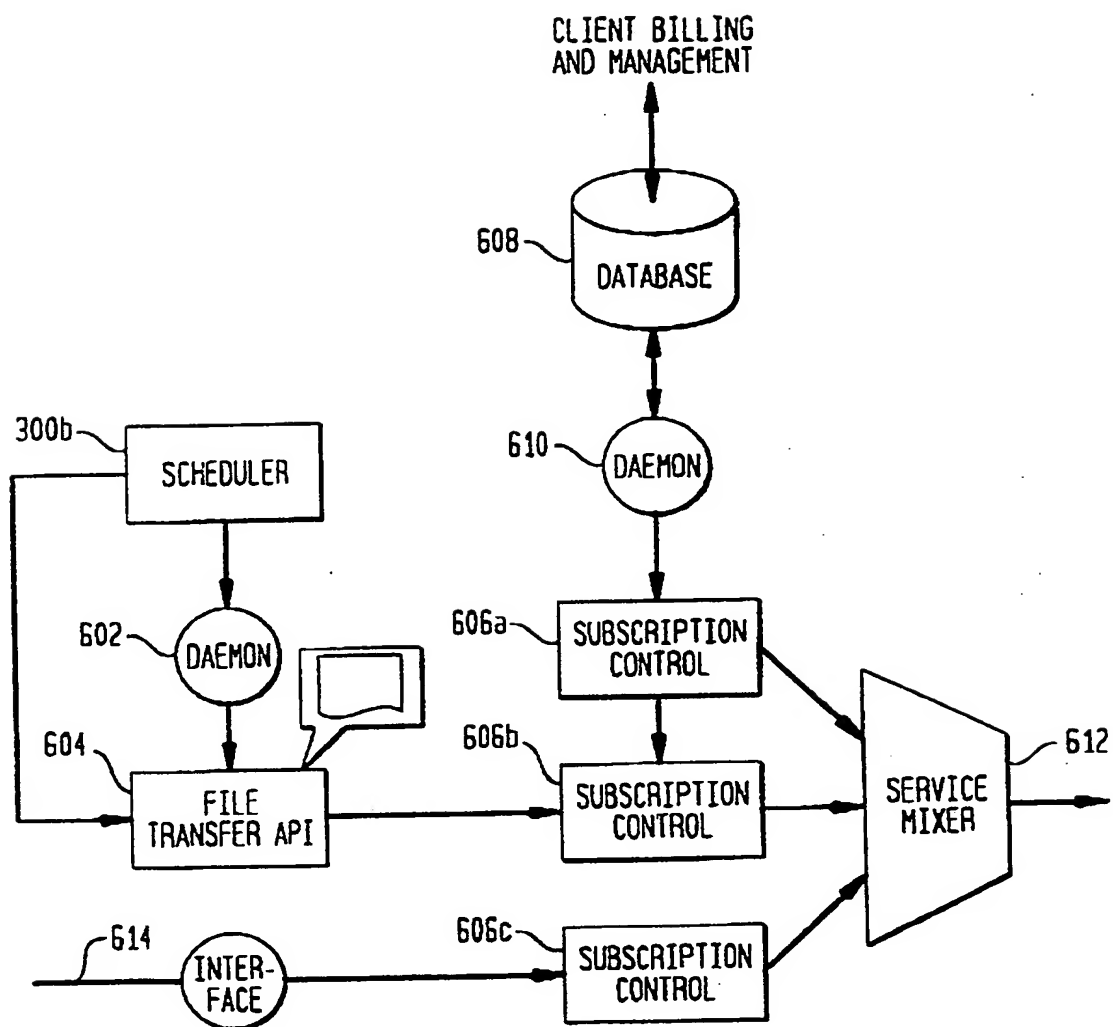 CLIENT BILLING
AND MANAGEMENT
608
DATABASE
300b
SCHEDULER
610
DAEMON
602
DAEMON
606a
SUBSCRIPTION
CONTROL
604
FILE
TRANSFER API
606b
SUBSCRIPTION
CONTROL
612
SERVICE
MIXER
614
INTER-
FACE
606c
SUBSCRIPTION
CONTROL